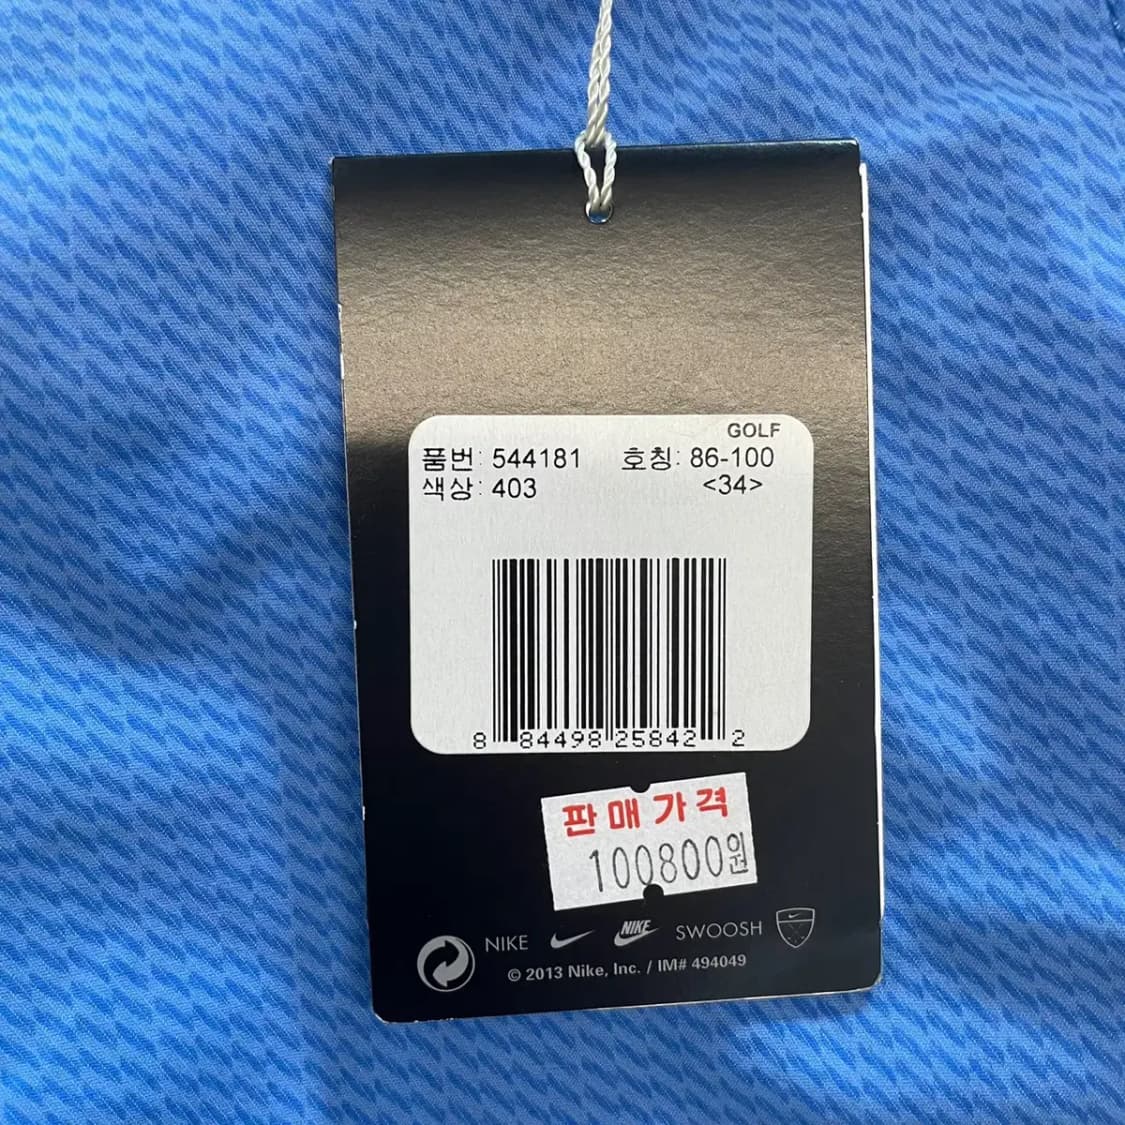 GOLF
품번: 544181 호칭: 86-100
색상: 403 <34>
8 84498 25842 2
판매가격
100800원
NIKE NIKE SWOOSH
© 2013 Nike, Inc. / IM# 494049